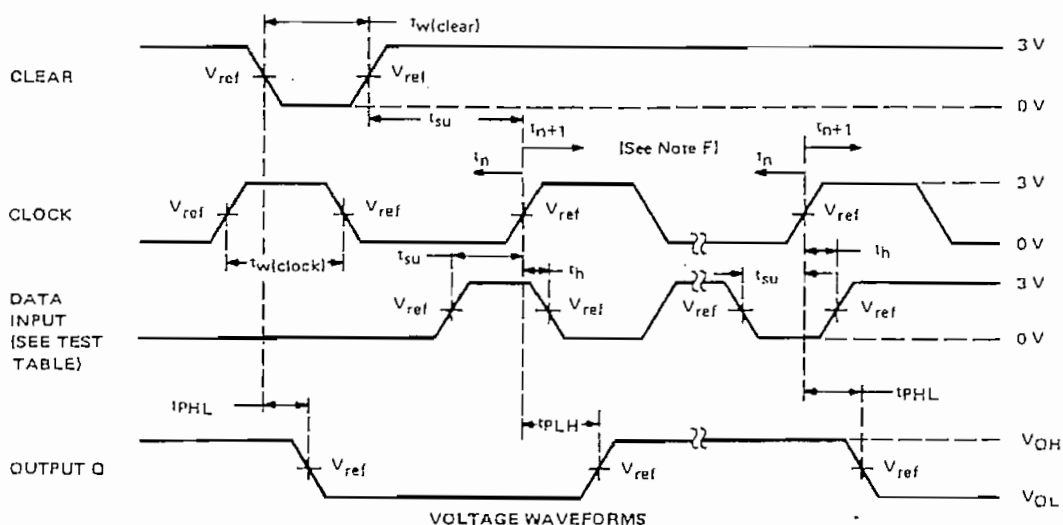 tw(clear)
3 V
CLEAR
Vref
Vref
0 V
tsu
tn+1
(See Note F)
tn+1
tn
tn
3 V
CLOCK
Vref
Vref
Vref
Vref
0 V
tw(clock)
tsu
th
tsu
th
3 V
DATA
INPUT
(SEE TEST
TABLE)
Vref
Vref
Vref
Vref
0 V
tPHL
tPLH
tPHL
VOH
OUTPUT Q
Vref
Vref
Vref
VOL
VOLTAGE WAVEFORMS